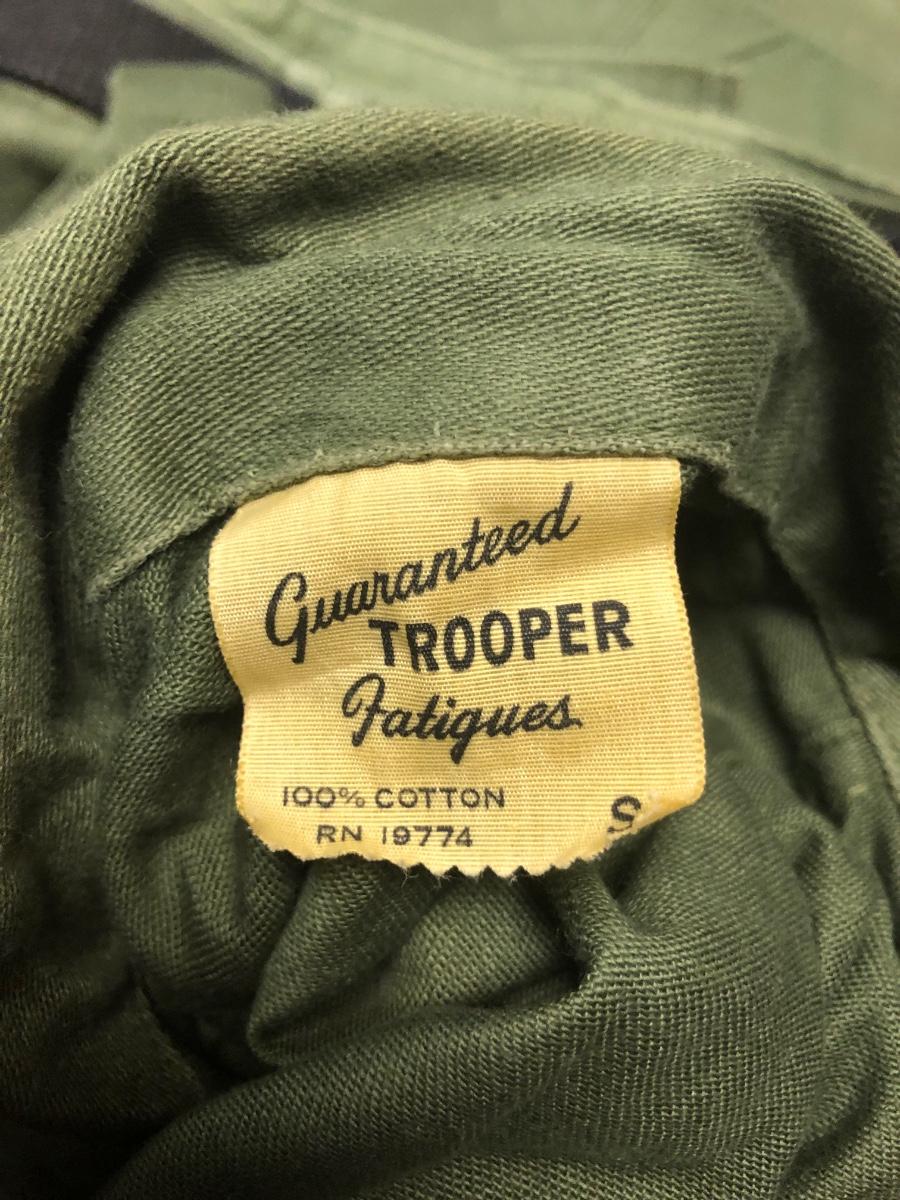 Guaranteed
TROOPER
Fatigues
100% COTTON
RN 19774
S